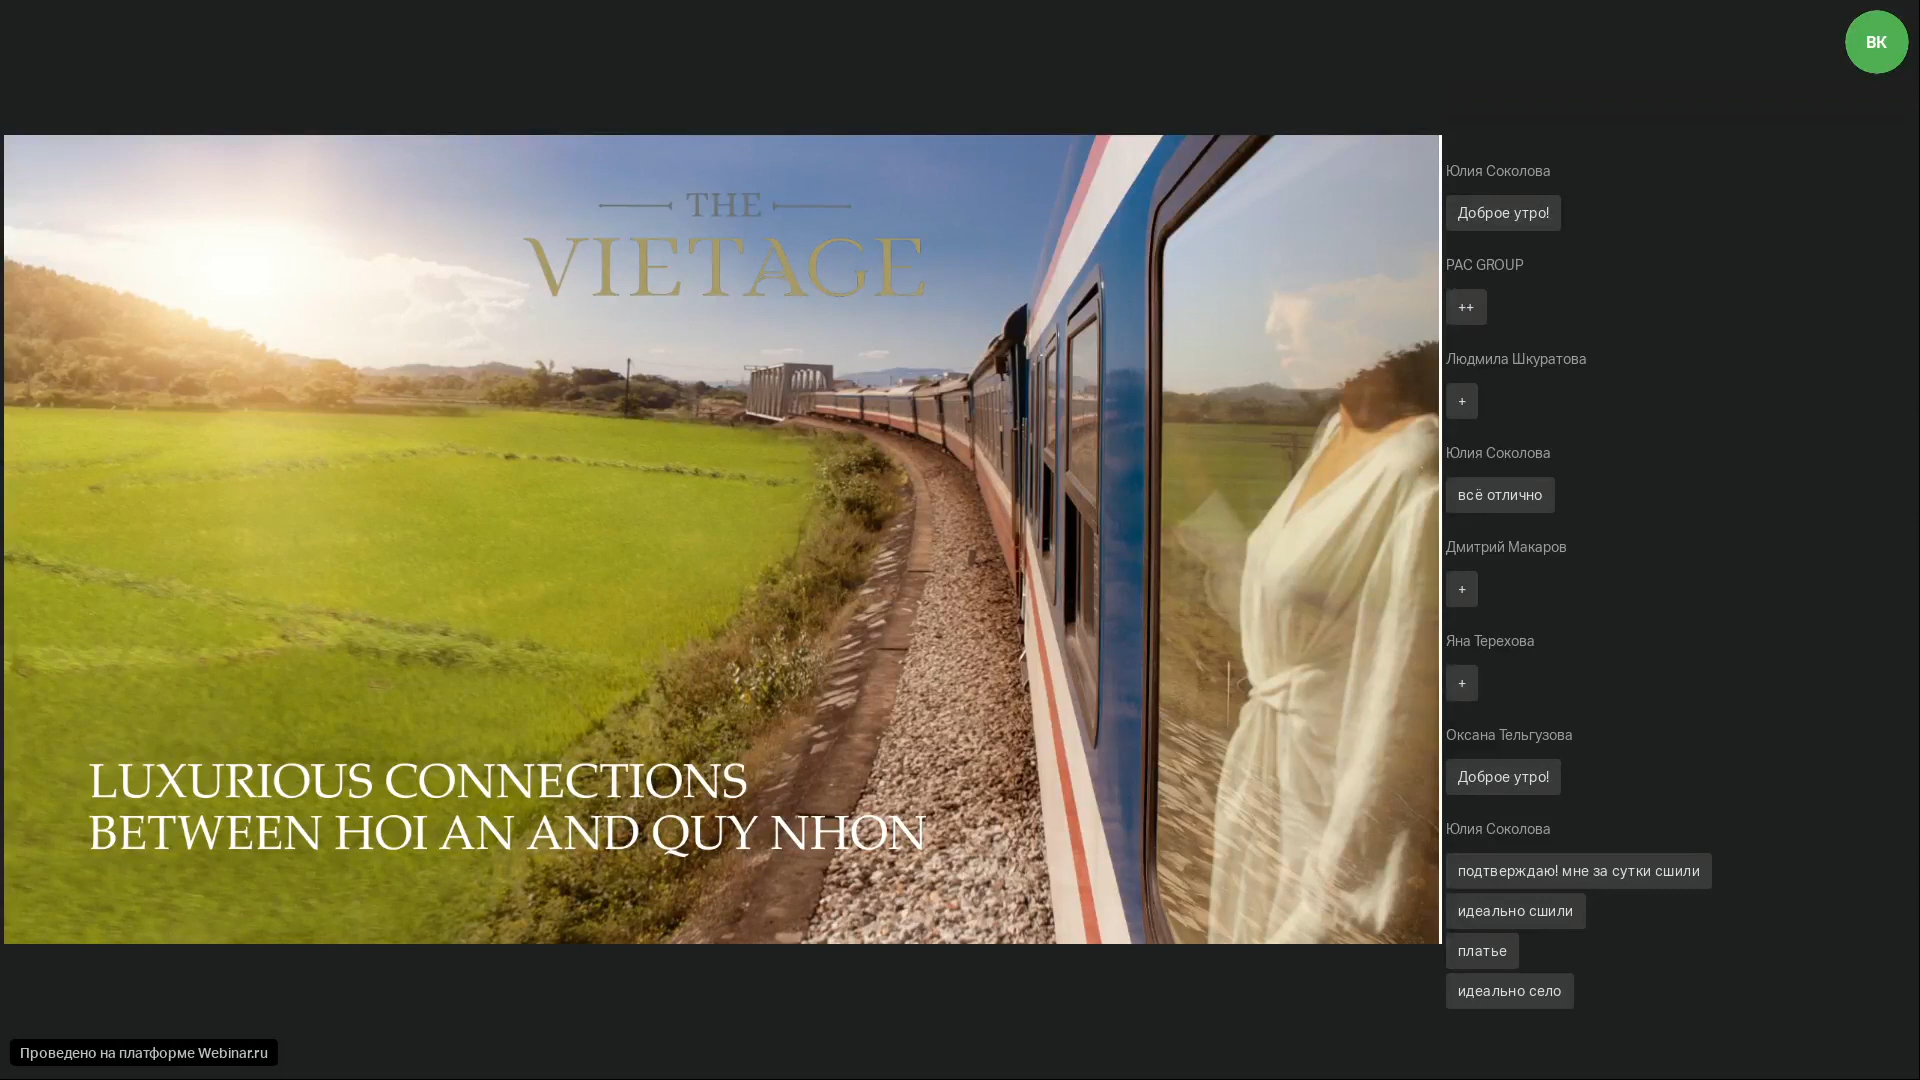 ВК
THE
VIETAGE
LUXURIOUS CONNECTIONS
BETWEEN HOI AN AND QUY NHON
Юлия Соколова
Доброе утро!
PAC GROUP
++
Людмила Шкуратова
+
Юлия Соколова
всё отлично
Дмитрий Макаров
+
Яна Терехова
+
Оксана Тельгузова
Доброе утро!
Юлия Соколова
подтверждаю! мне за сутки сшили
идеально сшили
платье
идеально село
Проведено на платформе Webinar.ru